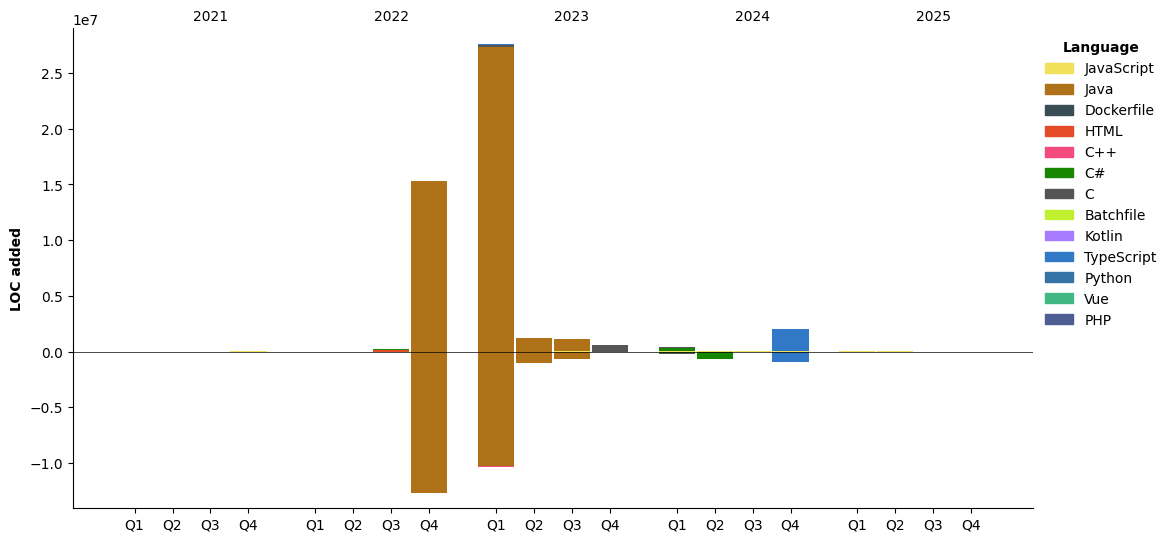 1e7
2021 2022 2023 2024 2025
Language
JavaScript
Java
Dockerfile
HTML
C++
C#
C
Batchfile
Kotlin
TypeScript
Python
Vue
PHP
LOC added
2.5
2.0
1.5
1.0
0.5
0.0
−0.5
−1.0
Q1 Q2 Q3 Q4 Q1 Q2 Q3 Q4 Q1 Q2 Q3 Q4 Q1 Q2 Q3 Q4 Q1 Q2 Q3 Q4